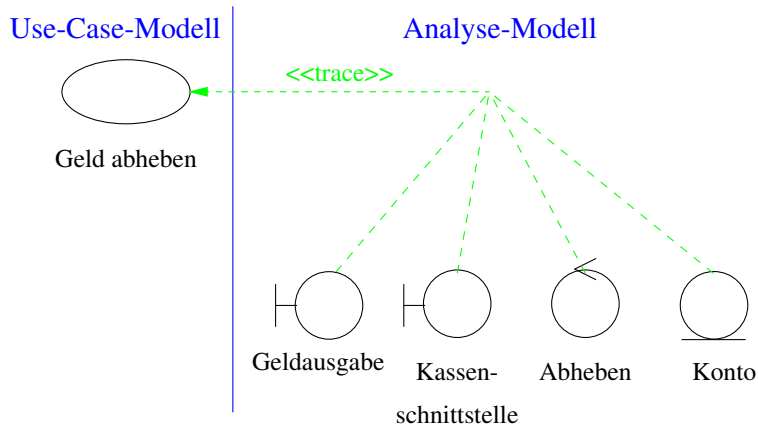 Use-Case-Modell
Analyse-Modell
<<trace>>
Geld abheben
Geldausgabe
Kassen-
schnittstelle
Abheben
Konto